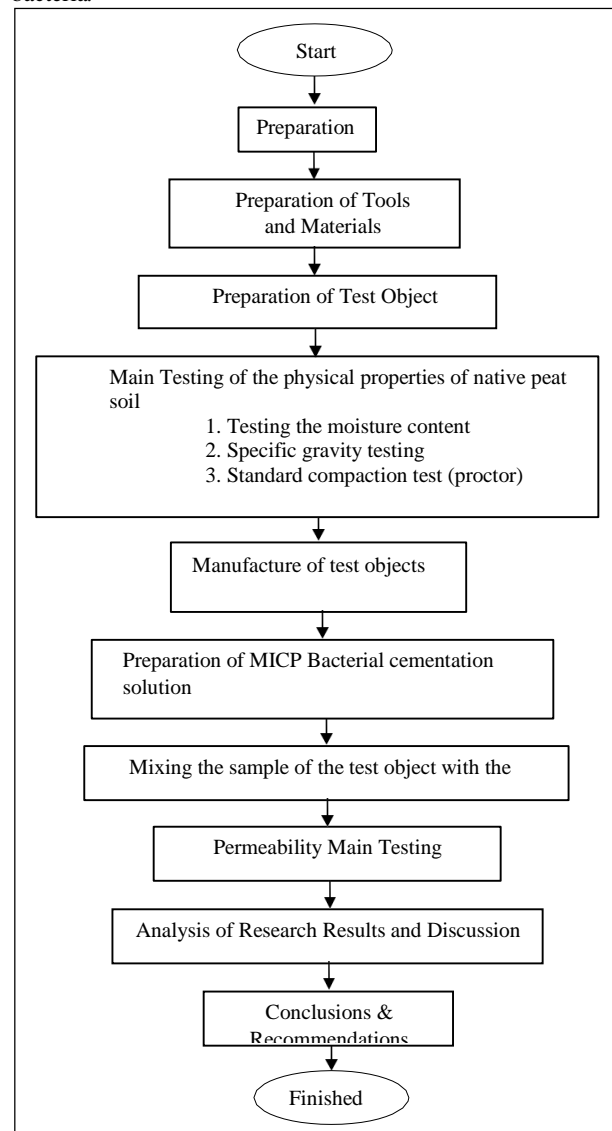 Start
Preparation
Preparation of Tools
and Materials
Preparation of Test Object
Main Testing of the physical properties of native peat
soil
1. Testing the moisture content
2. Specific gravity testing
3. Standard compaction test (proctor)
Manufacture of test objects
Preparation of MICP Bacterial cementation
solution
Mixing the sample of the test object with the
Permeability Main Testing
Analysis of Research Results and Discussion
Conclusions &
Recommendations
Finished